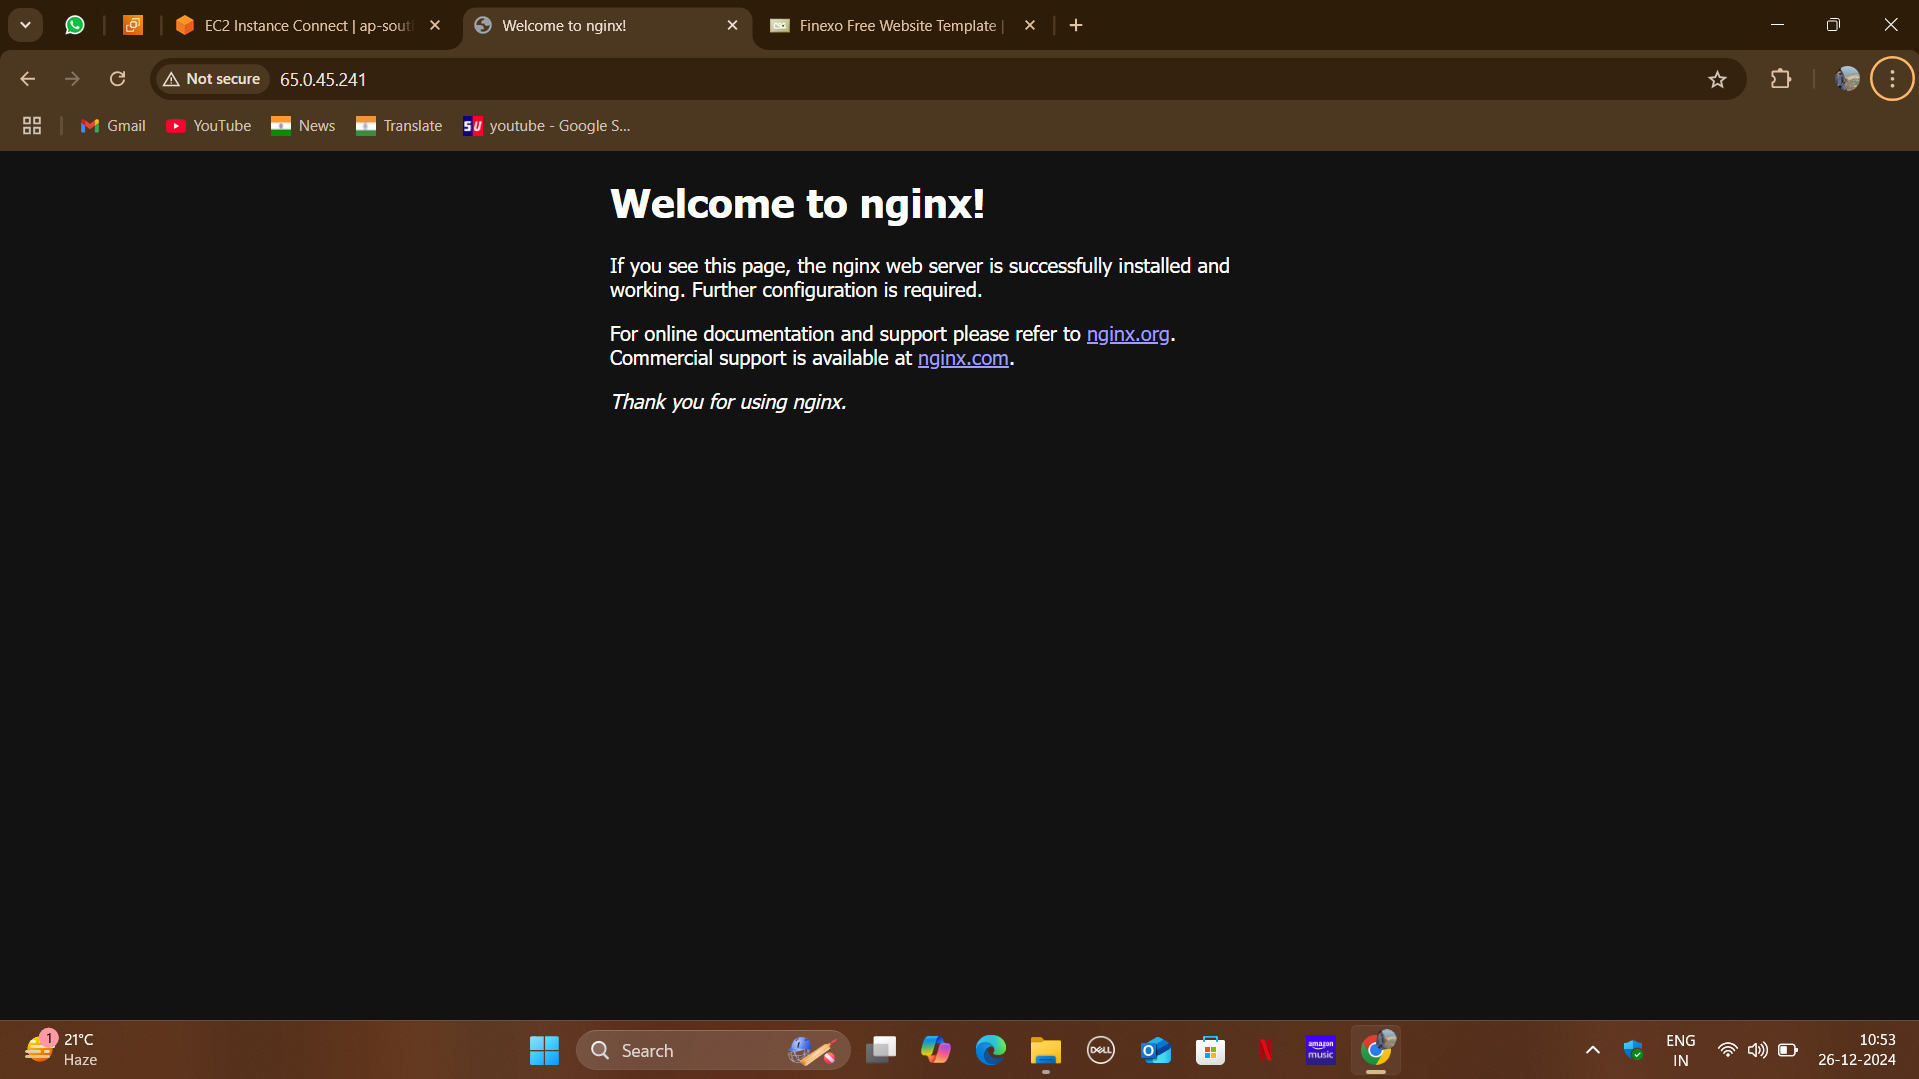 EC2 Instance Connect | ap-sout
Welcome to nginx!
Finexo Free Website Template |
Not secure
65.0.45.241
Gmail
YouTube
News
Translate
SU
youtube - Google S...
Welcome to nginx!
If you see this page, the nginx web server is successfully installed and
working. Further configuration is required.
For online documentation and support please refer to nginx.org.
Commercial support is available at nginx.com.
Thank you for using nginx.
1
21°C
Haze
Search
DELL
O
amazon
music
ENG
IN
10:53
26-12-2024